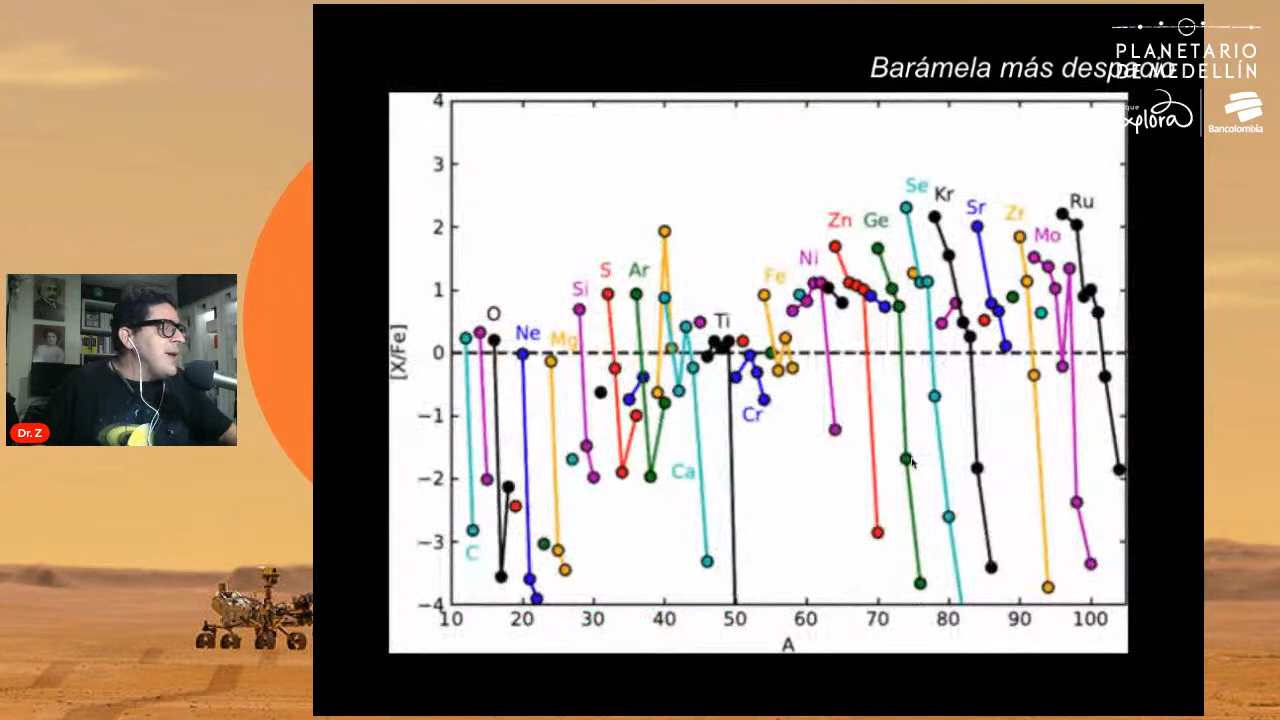 Barámela más despacio
PLANETARIO
DE MEDELLÍN
que
explora
Bancolombia
4
3
2
1
0
−1
−2
−3
−4
[X/Fe]
10 20 30 40 50 60 70 80 90 100
A
C
O
Ne
Mg
Si
S
Ar
Ca
Ti
Cr
Fe
Ni
Zn
Ge
Se
Kr
Sr
Zr
Mo
Ru
Dr. Z